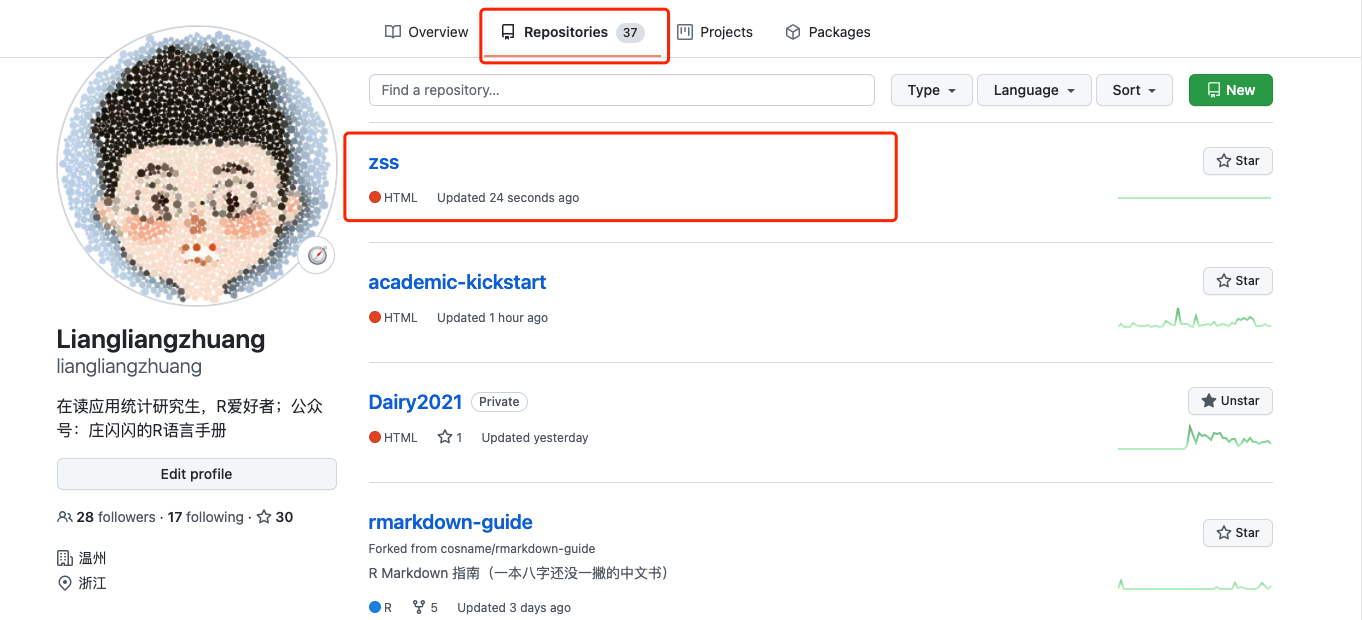 Overview Repositories 37 Projects Packages
Find a repository... Type Language Sort New
zss Star
HTML Updated 24 seconds ago
academic-kickstart Star
HTML Updated 1 hour ago
Dairy2021 Private Unstar
HTML 1 Updated yesterday
rmarkdown-guide Star
Forked from cosname/rmarkdown-guide
R Markdown 指南（一本八字还没一撇的中文书）
R 5 Updated 3 days ago
Liangliangzhuang
liangliangzhuang
在读应用统计研究生，R爱好者；公众
号：庄闪闪的R语言手册
Edit profile
28 followers · 17 following · 30
温州
浙江